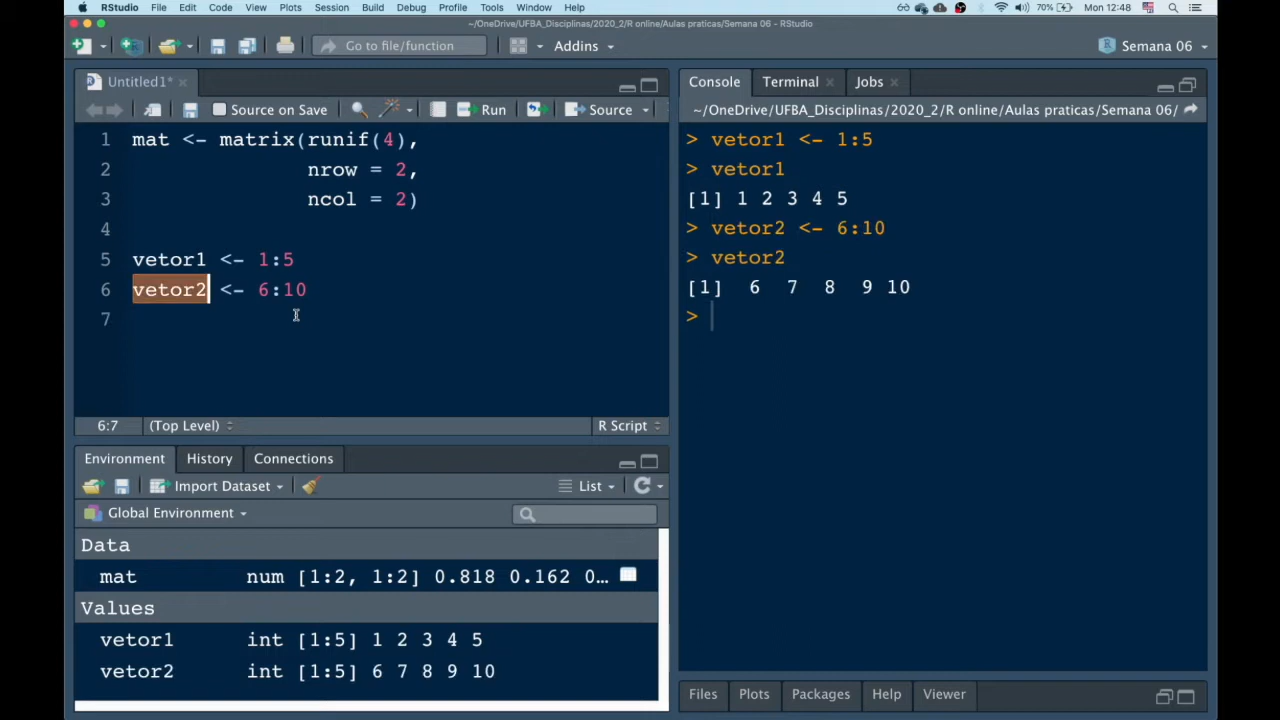 RStudio File Edit Code View Plots Session Build Debug Profile Tools Window Help 70% Mon 12:48
~/OneDrive/UFBA_Disciplinas/2020_2/R online/Aulas praticas/Semana 06 - RStudio
Go to file/function Addins Semana 06
Untitled1*
Source on Save Run Source
1 mat <- matrix(runif(4),
2 nrow = 2,
3 ncol = 2)
4
5 vetor1 <- 1:5
6 vetor2 <- 6:10
7
6:7 (Top Level) R Script
Environment History Connections
Import Dataset List
Global Environment
Data
mat num [1:2, 1:2] 0.818 0.162 0...
Values
vetor1 int [1:5] 1 2 3 4 5
vetor2 int [1:5] 6 7 8 9 10
Console Terminal Jobs
~/OneDrive/UFBA_Disciplinas/2020_2/R online/Aulas praticas/Semana 06/
> vetor1 <- 1:5
> vetor1
[1] 1 2 3 4 5
> vetor2 <- 6:10
> vetor2
[1] 6 7 8 9 10
>
Files Plots Packages Help Viewer